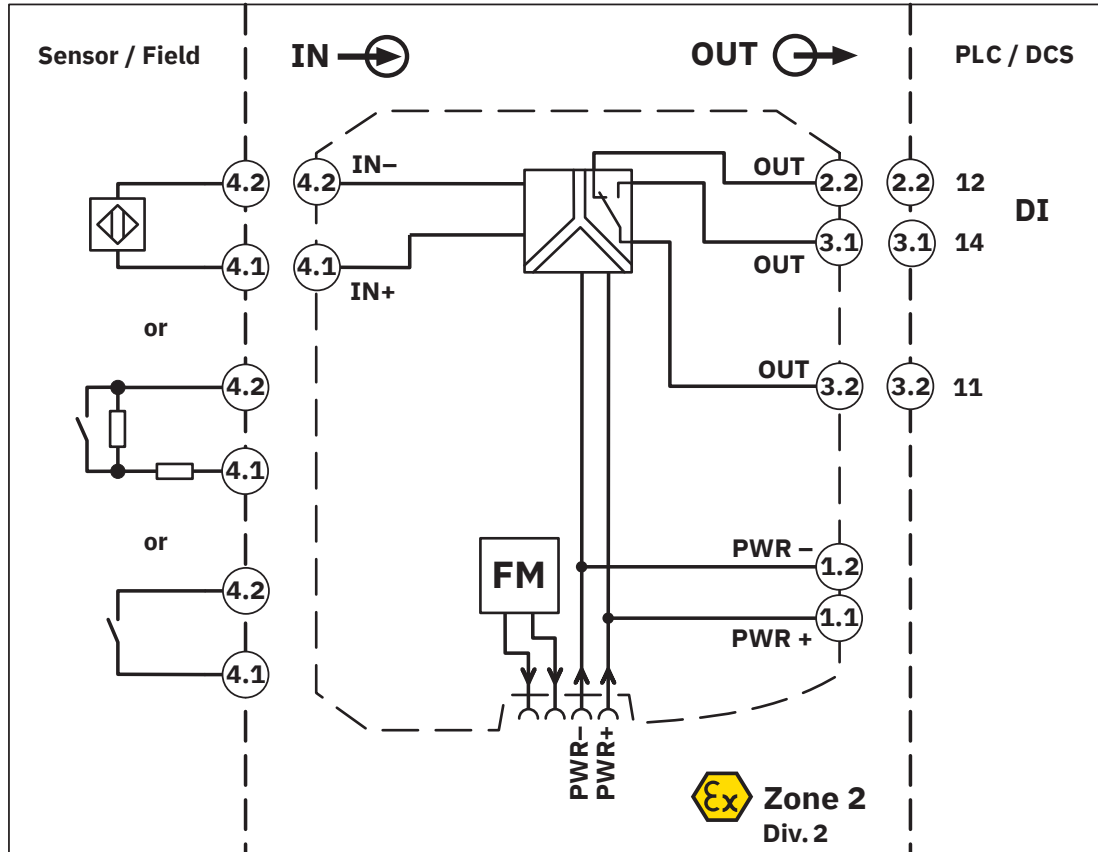 Sensor / Field
IN
OUT
PLC / DCS
4.2
4.2
IN–
OUT
2.2
2.2
12
DI
4.1
4.1
IN+
OUT
3.1
3.1
14
or
4.2
OUT
3.2
3.2
11
4.1
or
FM
PWR –
1.2
4.2
1.1
PWR +
4.1
PWR–
PWR+
Ex
Zone 2
Div. 2